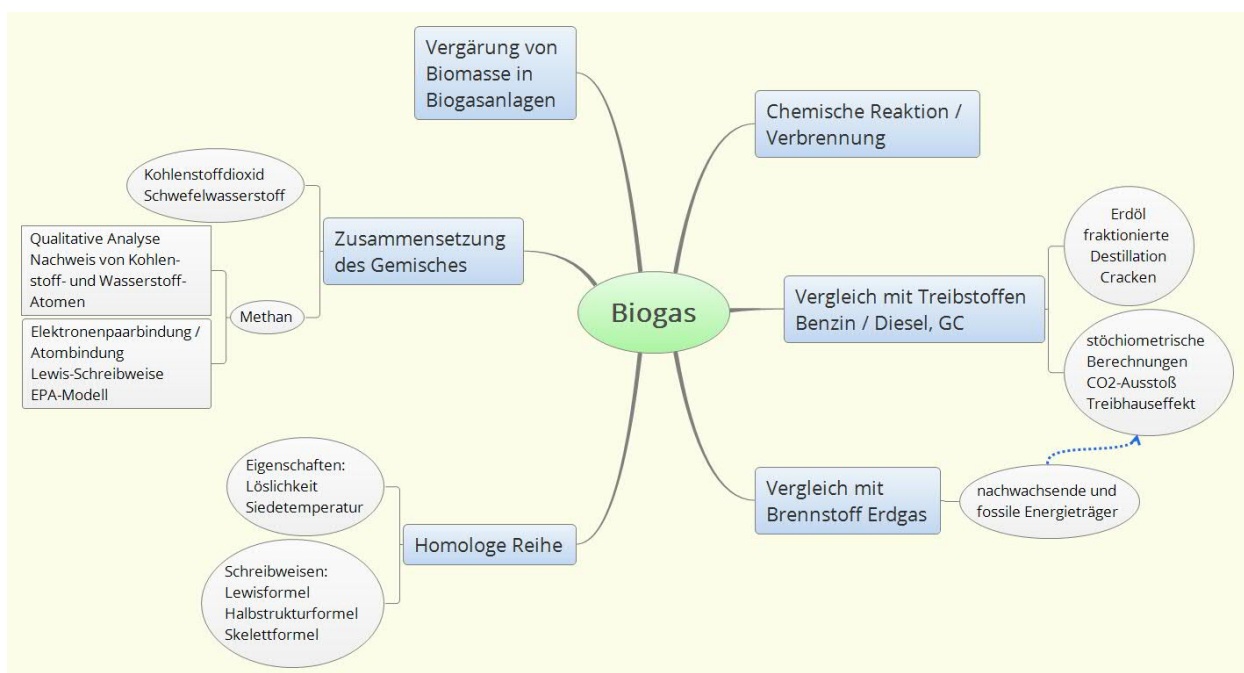 Vergärung von
Biomasse in
Biogasanlagen
Chemische Reaktion /
Verbrennung
Kohlenstoffdioxid
Schwefelwasserstoff
Zusammensetzung
des Gemisches
Qualitative Analyse
Nachweis von Kohlen-
stoff- und Wasserstoff-
Atomen
Methan
Elektronenpaarbindung /
Atombindung
Lewis-Schreibweise
EPA-Modell
Biogas
Vergleich mit Treibstoffen
Benzin / Diesel, GC
Erdöl
fraktionierte
Destillation
Cracken
stöchiometrische
Berechnungen
CO2-Ausstoß
Treibhauseffekt
Vergleich mit
Brennstoff Erdgas
nachwachsende und
fossile Energieträger
Eigenschaften:
Löslichkeit
Siedetemperatur
Homologe Reihe
Schreibweisen:
Lewisformel
Halbstrukturformel
Skelettformel